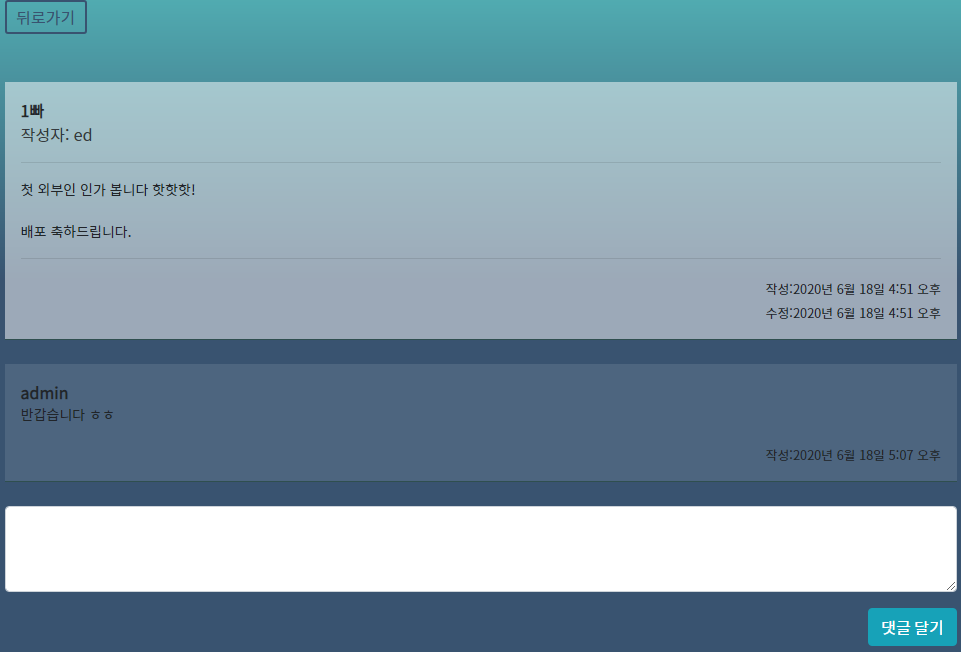 뒤로가기
1빠
작성자: ed
첫 외부인 인가 봅니다 핫핫핫!
배포 축하드립니다.
작성:2020년 6월 18일 4:51 오후
수정:2020년 6월 18일 4:51 오후
admin
반갑습니다 ㅎㅎ
작성:2020년 6월 18일 5:07 오후
댓글 달기